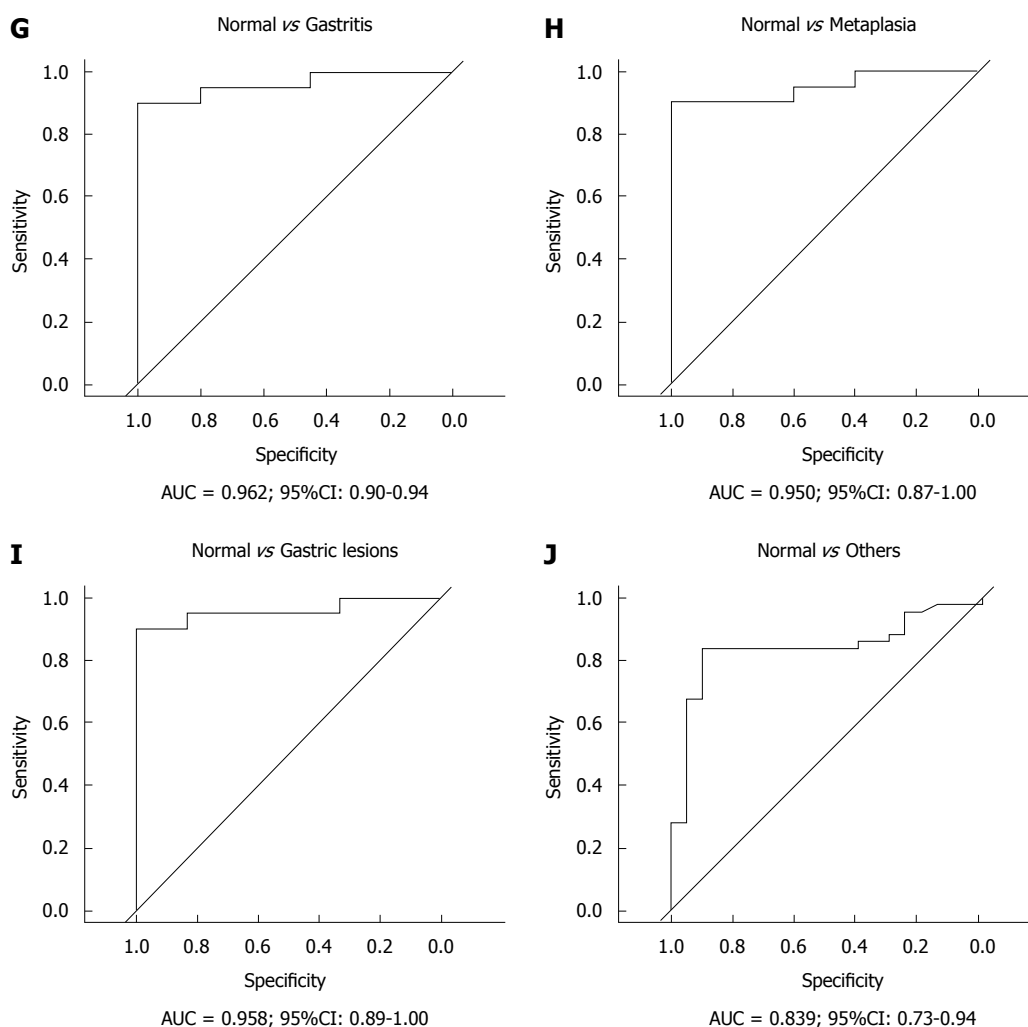 G
Normal vs Gastritis
1.0
0.8
0.6
0.4
0.2
0.0
Sensitivity
1.0 0.8 0.6 0.4 0.2 0.0
Specificity
AUC = 0.962; 95%CI: 0.90-0.94
H
Normal vs Metaplasia
1.0
0.8
0.6
0.4
0.2
0.0
Sensitivity
1.0 0.8 0.6 0.4 0.2 0.0
Specificity
AUC = 0.950; 95%CI: 0.87-1.00
I
Normal vs Gastric lesions
1.0
0.8
0.6
0.4
0.2
0.0
Sensitivity
1.0 0.8 0.6 0.4 0.2 0.0
Specificity
AUC = 0.958; 95%CI: 0.89-1.00
J
Normal vs Others
1.0
0.8
0.6
0.4
0.2
0.0
Sensitivity
1.0 0.8 0.6 0.4 0.2 0.0
Specificity
AUC = 0.839; 95%CI: 0.73-0.94